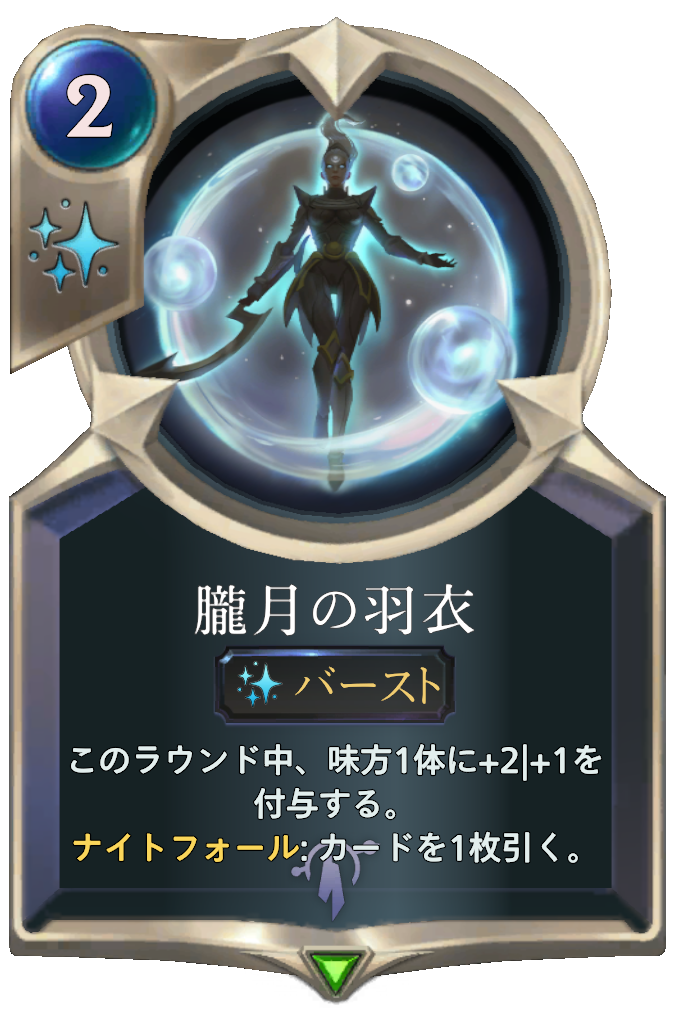 2
朧月の羽衣
バースト
このラウンド中、味方1体に+2|+1を
付与する。
ナイトフォール: カードを1枚引く。